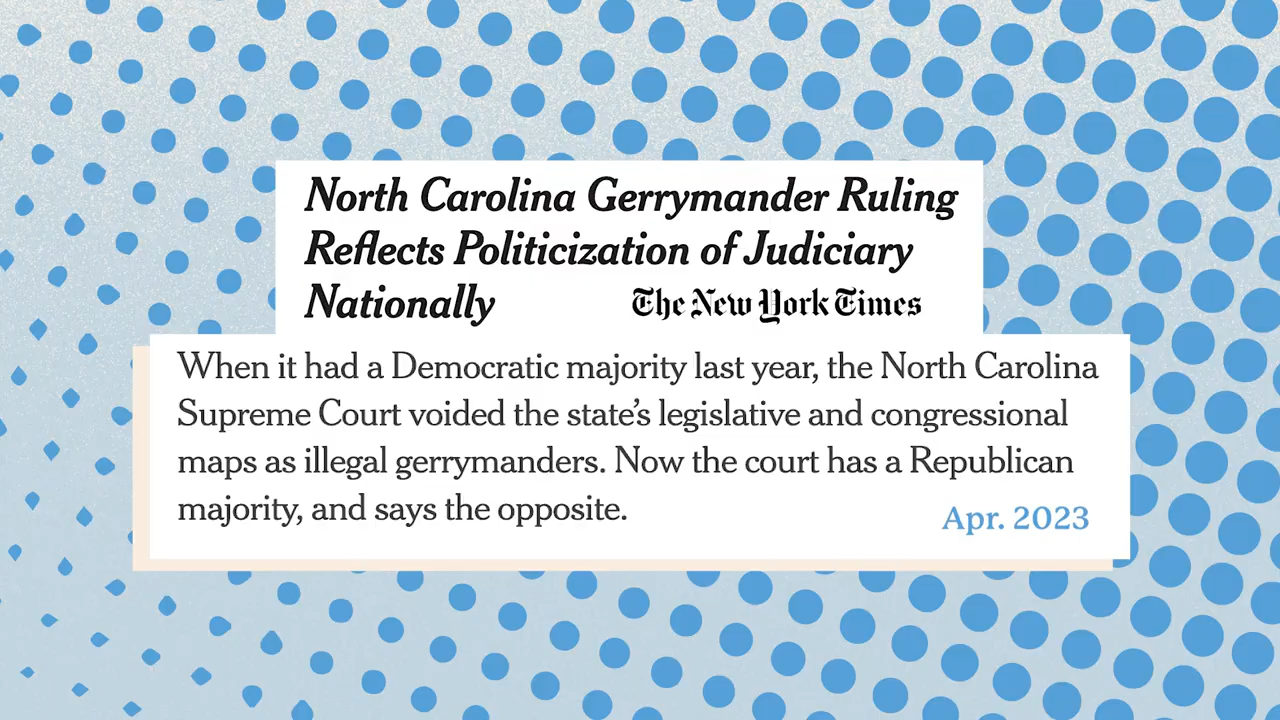 North Carolina Gerrymander Ruling
Reflects Politicization of Judiciary
Nationally
The New York Times
When it had a Democratic majority last year, the North Carolina
Supreme Court voided the state’s legislative and congressional
maps as illegal gerrymanders. Now the court has a Republican
majority, and says the opposite.
Apr. 2023